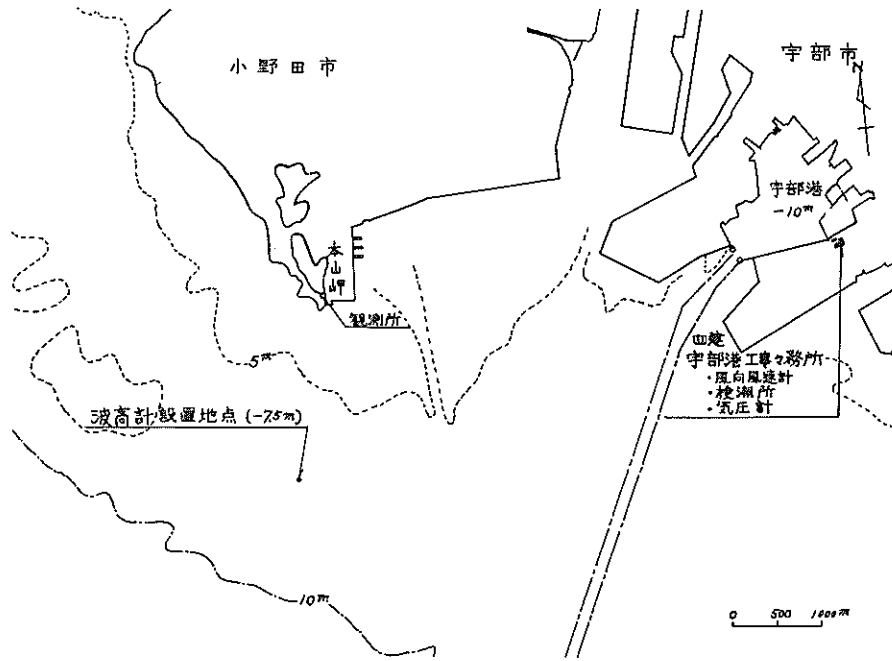 小野田市
宇部市
N
宇部港
-10m
本山岬
観測所
四建
宇部港工事々務所
・風向風速計
・検潮所
・気圧計
5m
波高計設置地点 (-7.5m)
10m
0 500 1000m